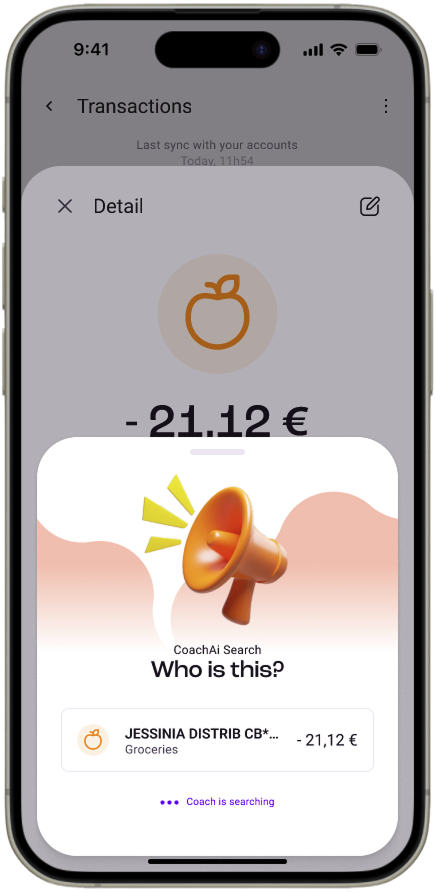 9:41
Transactions
Last sync with your accounts
Today, 11h54
Detail
- 21,12 €
CoachAi Search
Who is this?
JESSINIA DISTRIB CB*... - 21,12 €
Groceries
Coach is searching